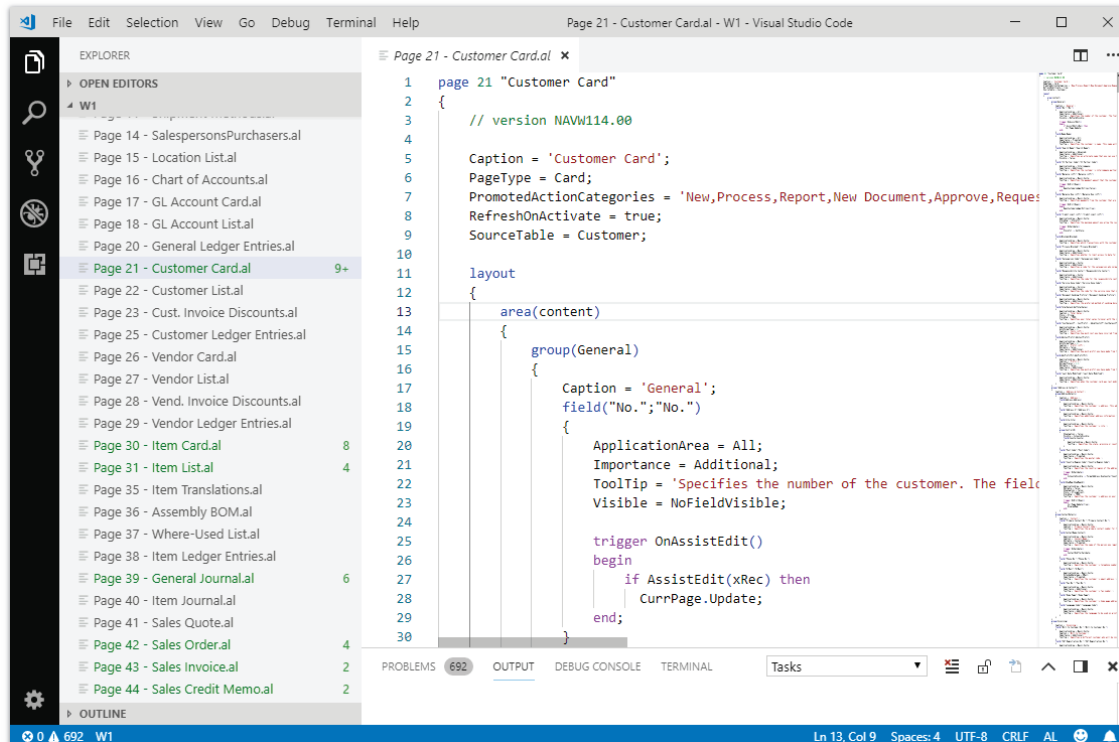 File Edit Selection View Go Debug Terminal Help Page 21 - Customer Card.al - W1 - Visual Studio Code
EXPLORER
OPEN EDITORS
W1
Page 14 - SalespersonsPurchasers.al
Page 15 - Location List.al
Page 16 - Chart of Accounts.al
Page 17 - GL Account Card.al
Page 18 - GL Account List.al
Page 20 - General Ledger Entries.al
Page 21 - Customer Card.al 9+
Page 22 - Customer List.al
Page 23 - Cust. Invoice Discounts.al
Page 25 - Customer Ledger Entries.al
Page 26 - Vendor Card.al
Page 27 - Vendor List.al
Page 28 - Vend. Invoice Discounts.al
Page 29 - Vendor Ledger Entries.al
Page 30 - Item Card.al 8
Page 31 - Item List.al 4
Page 35 - Item Translations.al
Page 36 - Assembly BOM.al
Page 37 - Where-Used List.al
Page 38 - Item Ledger Entries.al
Page 39 - General Journal.al 6
Page 40 - Item Journal.al
Page 41 - Sales Quote.al
Page 42 - Sales Order.al 4
Page 43 - Sales Invoice.al 2
Page 44 - Sales Credit Memo.al 2
OUTLINE
Page 21 - Customer Card.al
1 page 21 "Customer Card"
2 {
3 // version NAVW114.00
4
5 Caption = 'Customer Card';
6 PageType = Card;
7 PromotedActionCategories = 'New,Process,Report,New Document,Approve,Reques
8 RefreshOnActivate = true;
9 SourceTable = Customer;
10
11 layout
12 {
13 area(content)
14 {
15 group(General)
16 {
17 Caption = 'General';
18 field("No.";"No.")
19 {
20 ApplicationArea = All;
21 Importance = Additional;
22 ToolTip = 'Specifies the number of the customer. The field
23 Visible = NoFieldVisible;
24
25 trigger OnAssistEdit()
26 begin
27 if AssistEdit(xRec) then
28 CurrPage.Update;
29 end;
30 }
PROBLEMS 692 OUTPUT DEBUG CONSOLE TERMINAL Tasks
0 692 W1 Ln 13, Col 9 Spaces: 4 UTF-8 CRLF AL